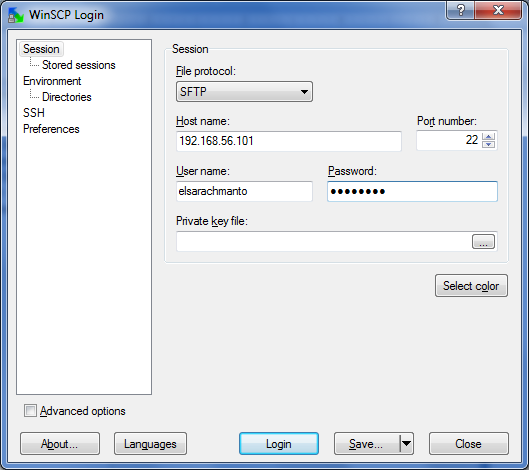 WinSCP Login
Session
Stored sessions
Environment
Directories
SSH
Preferences
Session
File protocol:
SFTP
Host name: Port number:
192.168.56.101 22
User name: Password:
elsarachmanto ●●●●●●●●
Private key file:
...
Select color
Advanced options
About... Languages Login Save... Close